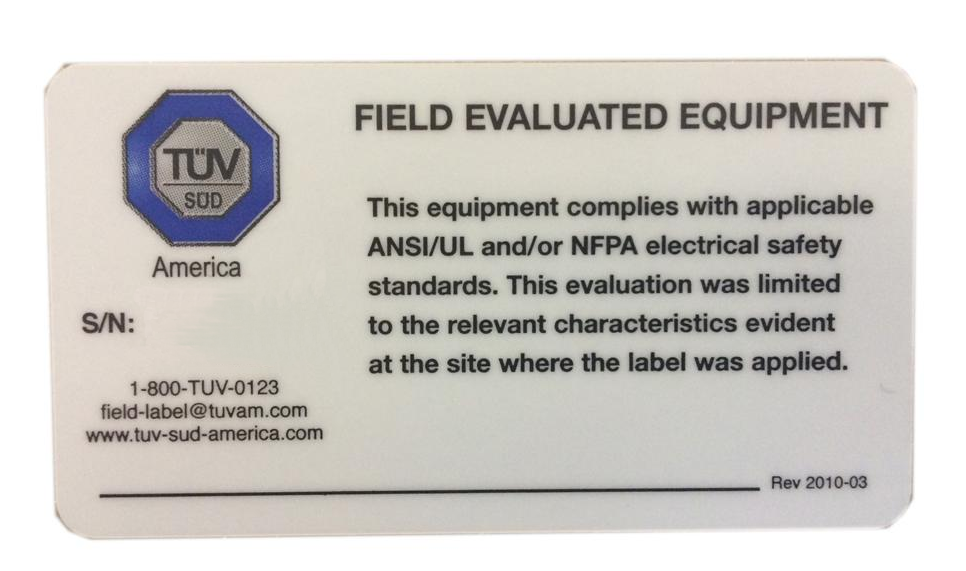 TÜV
SÜD
America
S/N:
1-800-TUV-0123
field-label@tuvam.com
www.tuv-sud-america.com
FIELD EVALUATED EQUIPMENT
This equipment complies with applicable
ANSI/UL and/or NFPA electrical safety
standards. This evaluation was limited
to the relevant characteristics evident
at the site where the label was applied.
Rev 2010-03